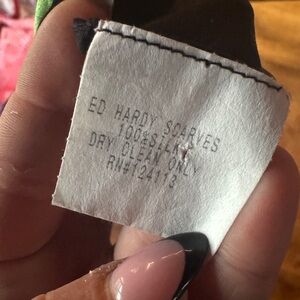 ED HARDY SCARVES
100%SILK
DRY CLEAN ONLY
RN#124113